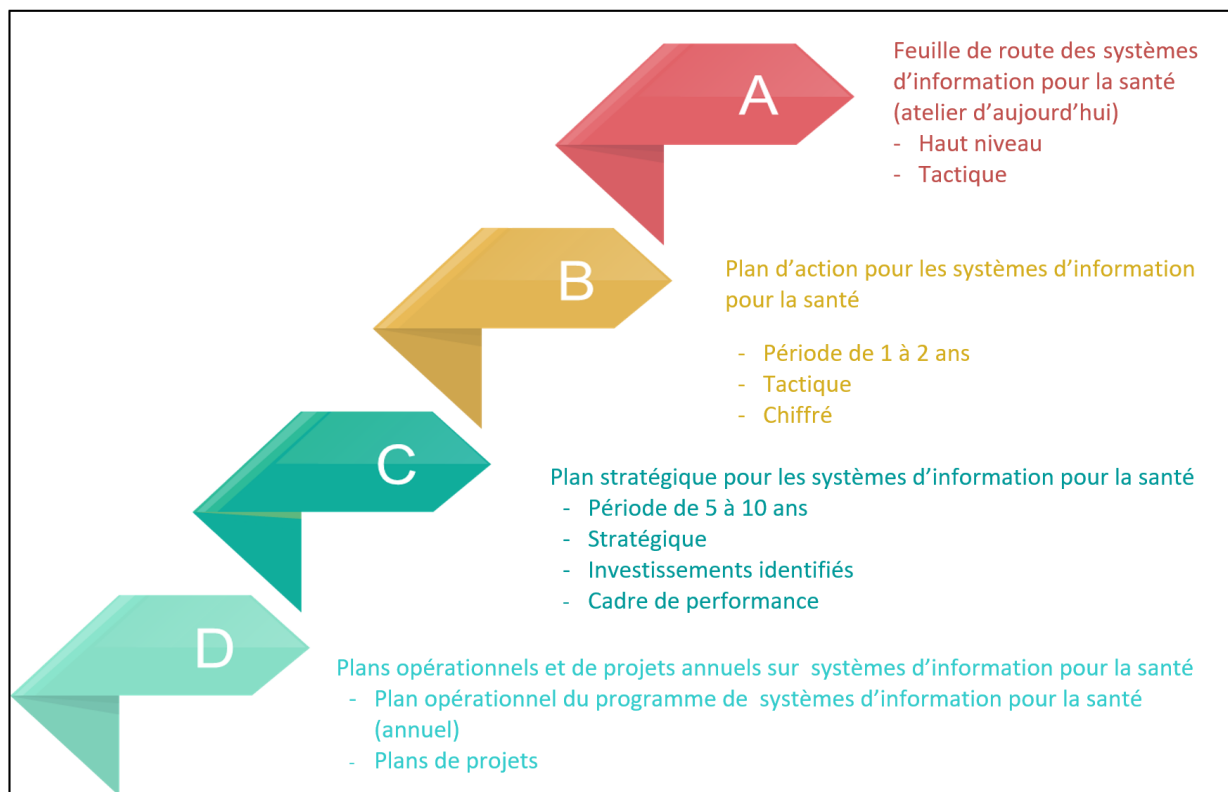 A
Feuille de route des systèmes
d'information pour la santé
(atelier d'aujourd'hui)
- Haut niveau
- Tactique
B
Plan d'action pour les systèmes d'information
pour la santé
- Période de 1 à 2 ans
- Tactique
- Chiffré
C
Plan stratégique pour les systèmes d'information pour la santé
- Période de 5 à 10 ans
- Stratégique
- Investissements identifiés
- Cadre de performance
D
Plans opérationnels et de projets annuels sur systèmes d'information pour la santé
- Plan opérationnel du programme de systèmes d'information pour la santé
(annuel)
- Plans de projets